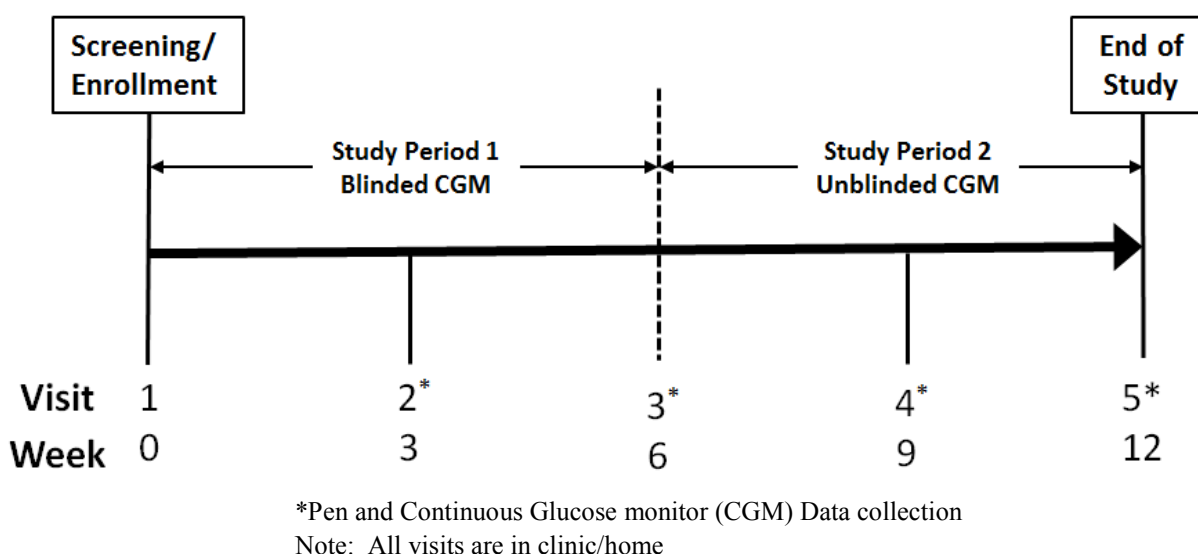 Screening/
Enrollment
End of
Study
Study Period 1
Blinded CGM
Study Period 2
Unblinded CGM
Visit 1 2* 3* 4* 5*
Week 0 3 6 9 12
*Pen and Continuous Glucose monitor (CGM) Data collection
Note: All visits are in clinic/home